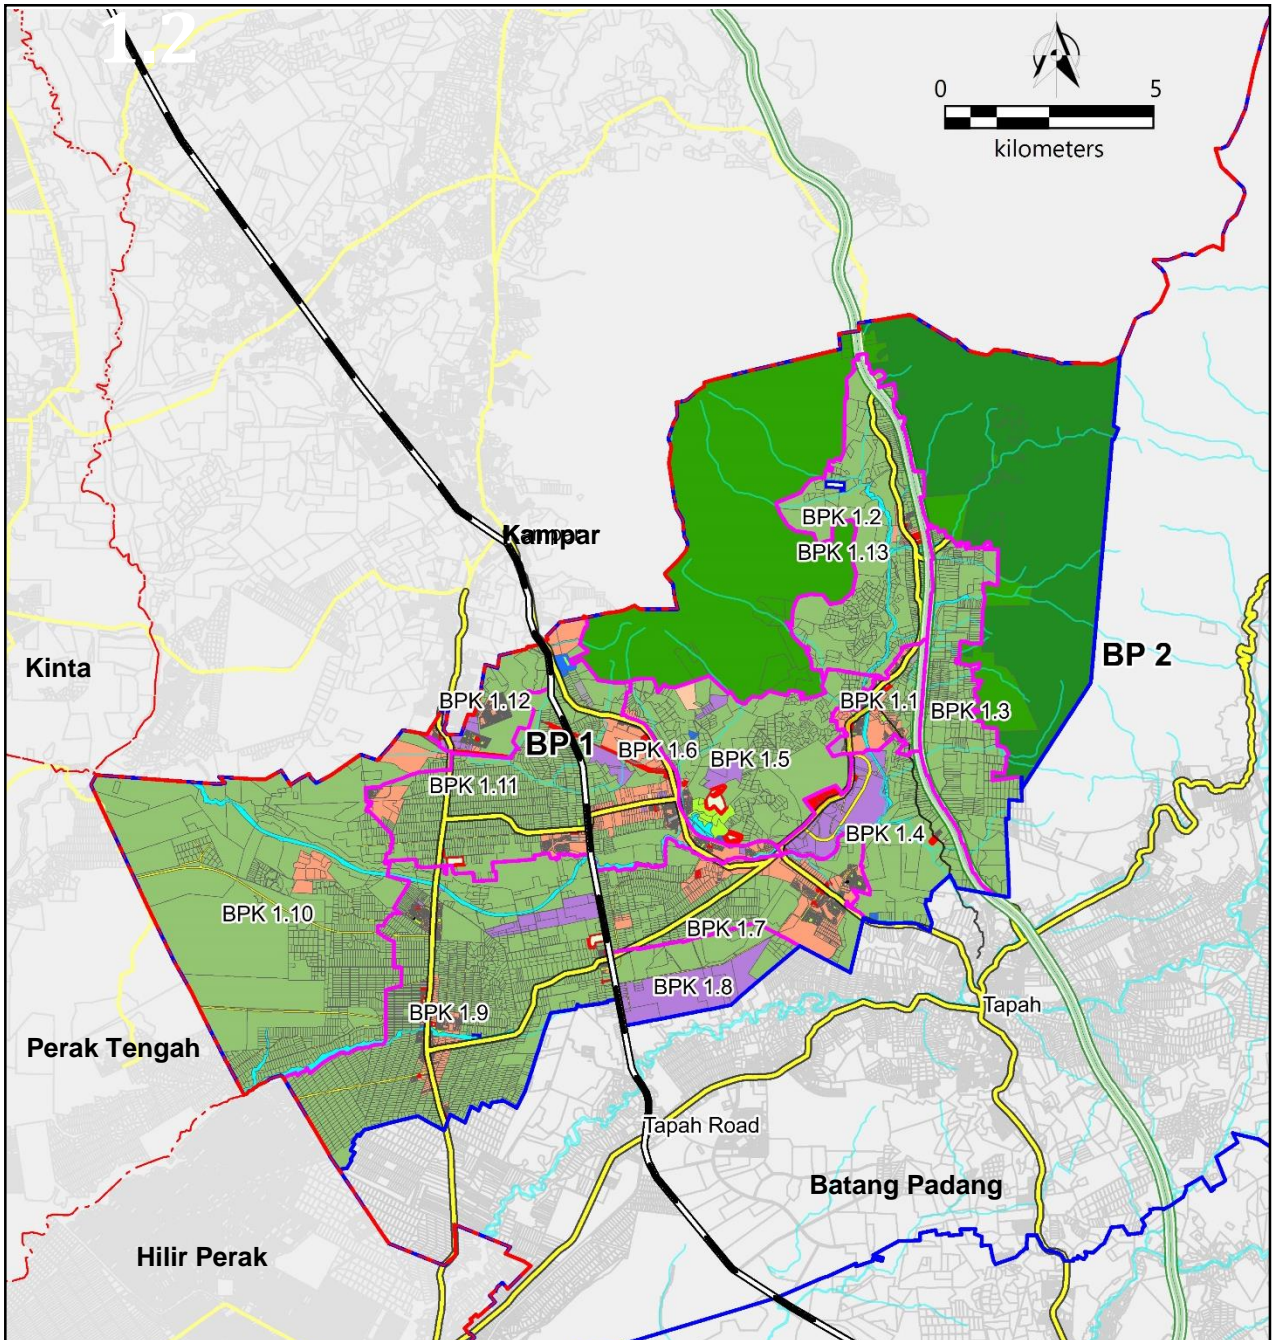 1.2
0 5
kilometers
Kampar
BPK 1.2
BPK 1.13
Kinta
BP 2
BPK 1.12
BPK 1.1
BPK 1.3
BP 1
BPK 1.6
BPK 1.5
BPK 1.11
BPK 1.4
BPK 1.10
BPK 1.7
BPK 1.8
BPK 1.9
Tapah
Perak Tengah
Tapah Road
Batang Padang
Hilir Perak